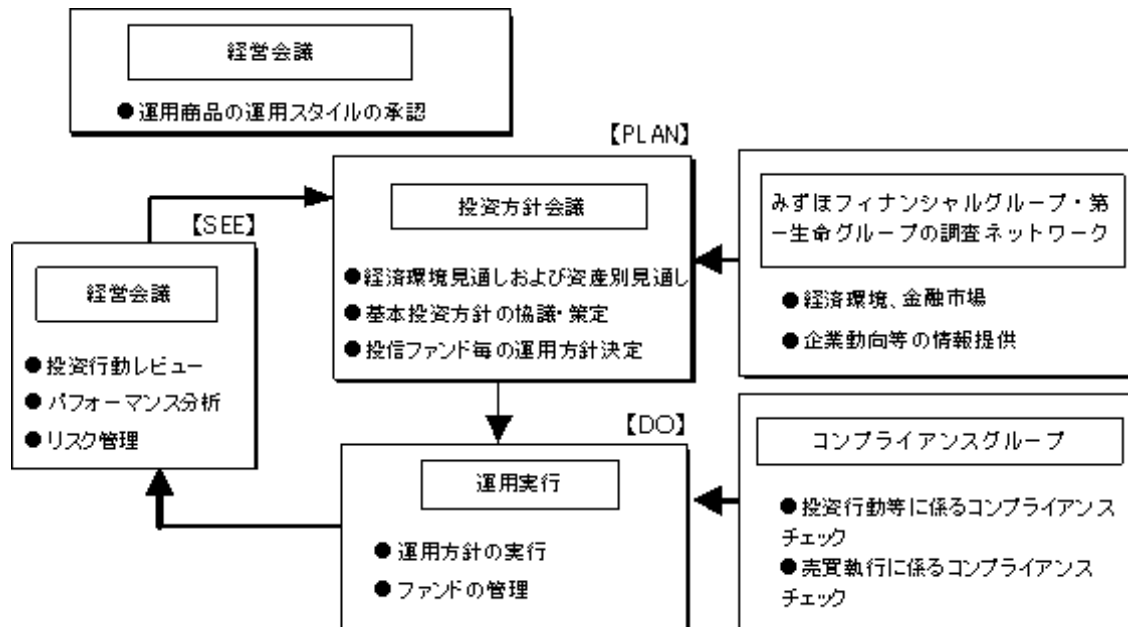 経営会議
●運用商品の運用スタイルの承認
【PLAN】
投資方針会議
●経済環境見通しおよび資産別見通し
●基本投資方針の協議・策定
●投信ファンド毎の運用方針決定
みずほフィナンシャルグループ・第
一生命グループの調査ネットワーク
●経済環境、金融市場
●企業動向等の情報提供
【SEE】
経営会議
●投資行動レビュー
●パフォーマンス分析
●リスク管理
【DO】
運用実行
●運用方針の実行
●ファンドの管理
コンプライアンスグループ
●投資行動等に係るコンプライアンス
チェック
●売買執行に係るコンプライアンス
チェック